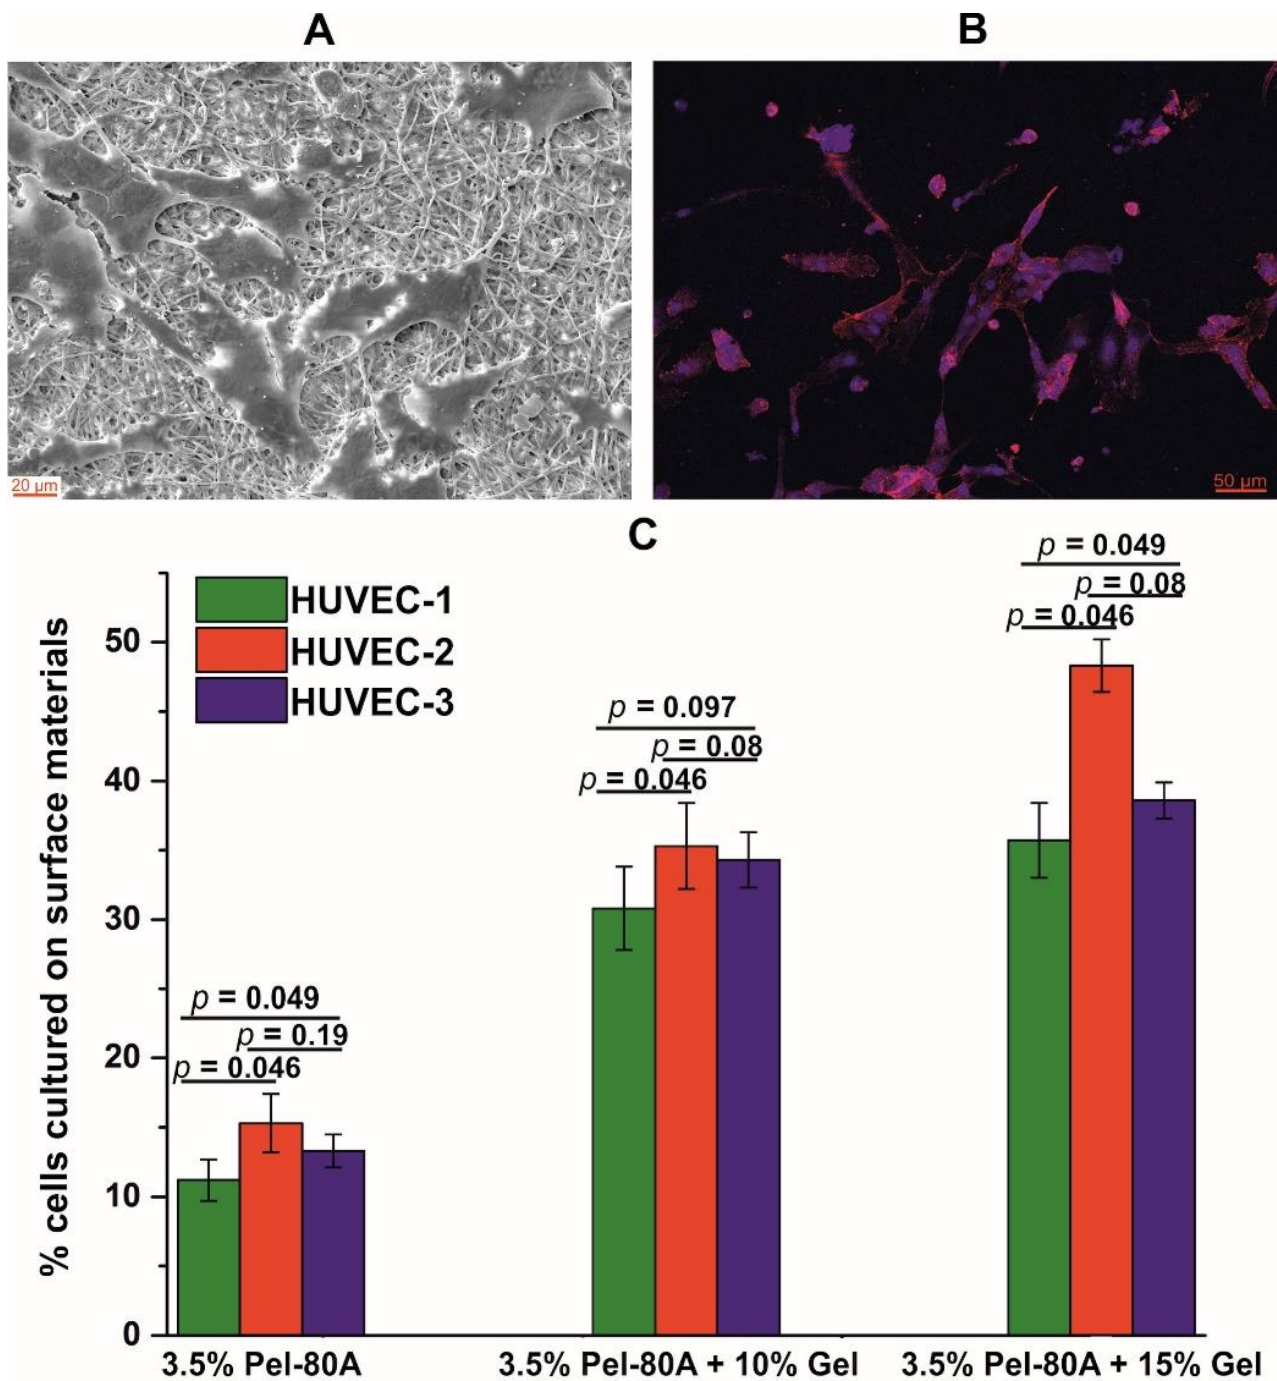 A
B
20 µm
50 µm
C
% cells cultured on surface materials
HUVEC-1
HUVEC-2
HUVEC-3
50
40
30
20
10
0
p = 0.049
p = 0.19
p = 0.046
p = 0.097
p = 0.08
p = 0.046
p = 0.049
p = 0.08
p = 0.046
3.5% Pel-80A
3.5% Pel-80A + 10% Gel
3.5% Pel-80A + 15% Gel